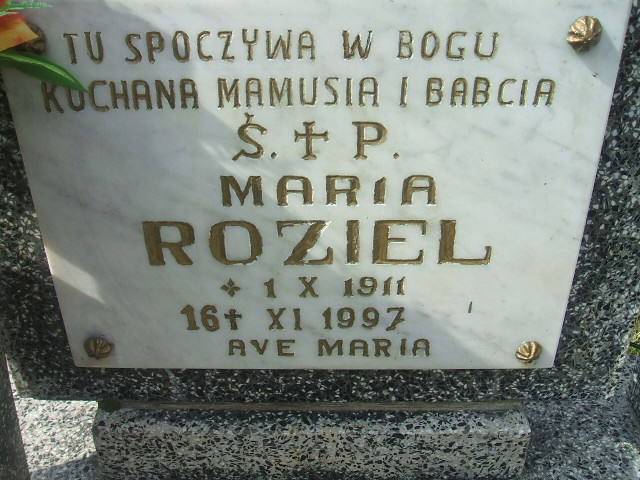 TU SPOCZYWA W BOGU
KOCHANA MAMUSIA I BABCIA
Ś.✝P.
MARIA
ROZIEL
* 1 X 1911
16✝ XI 1997
AVE MARIA